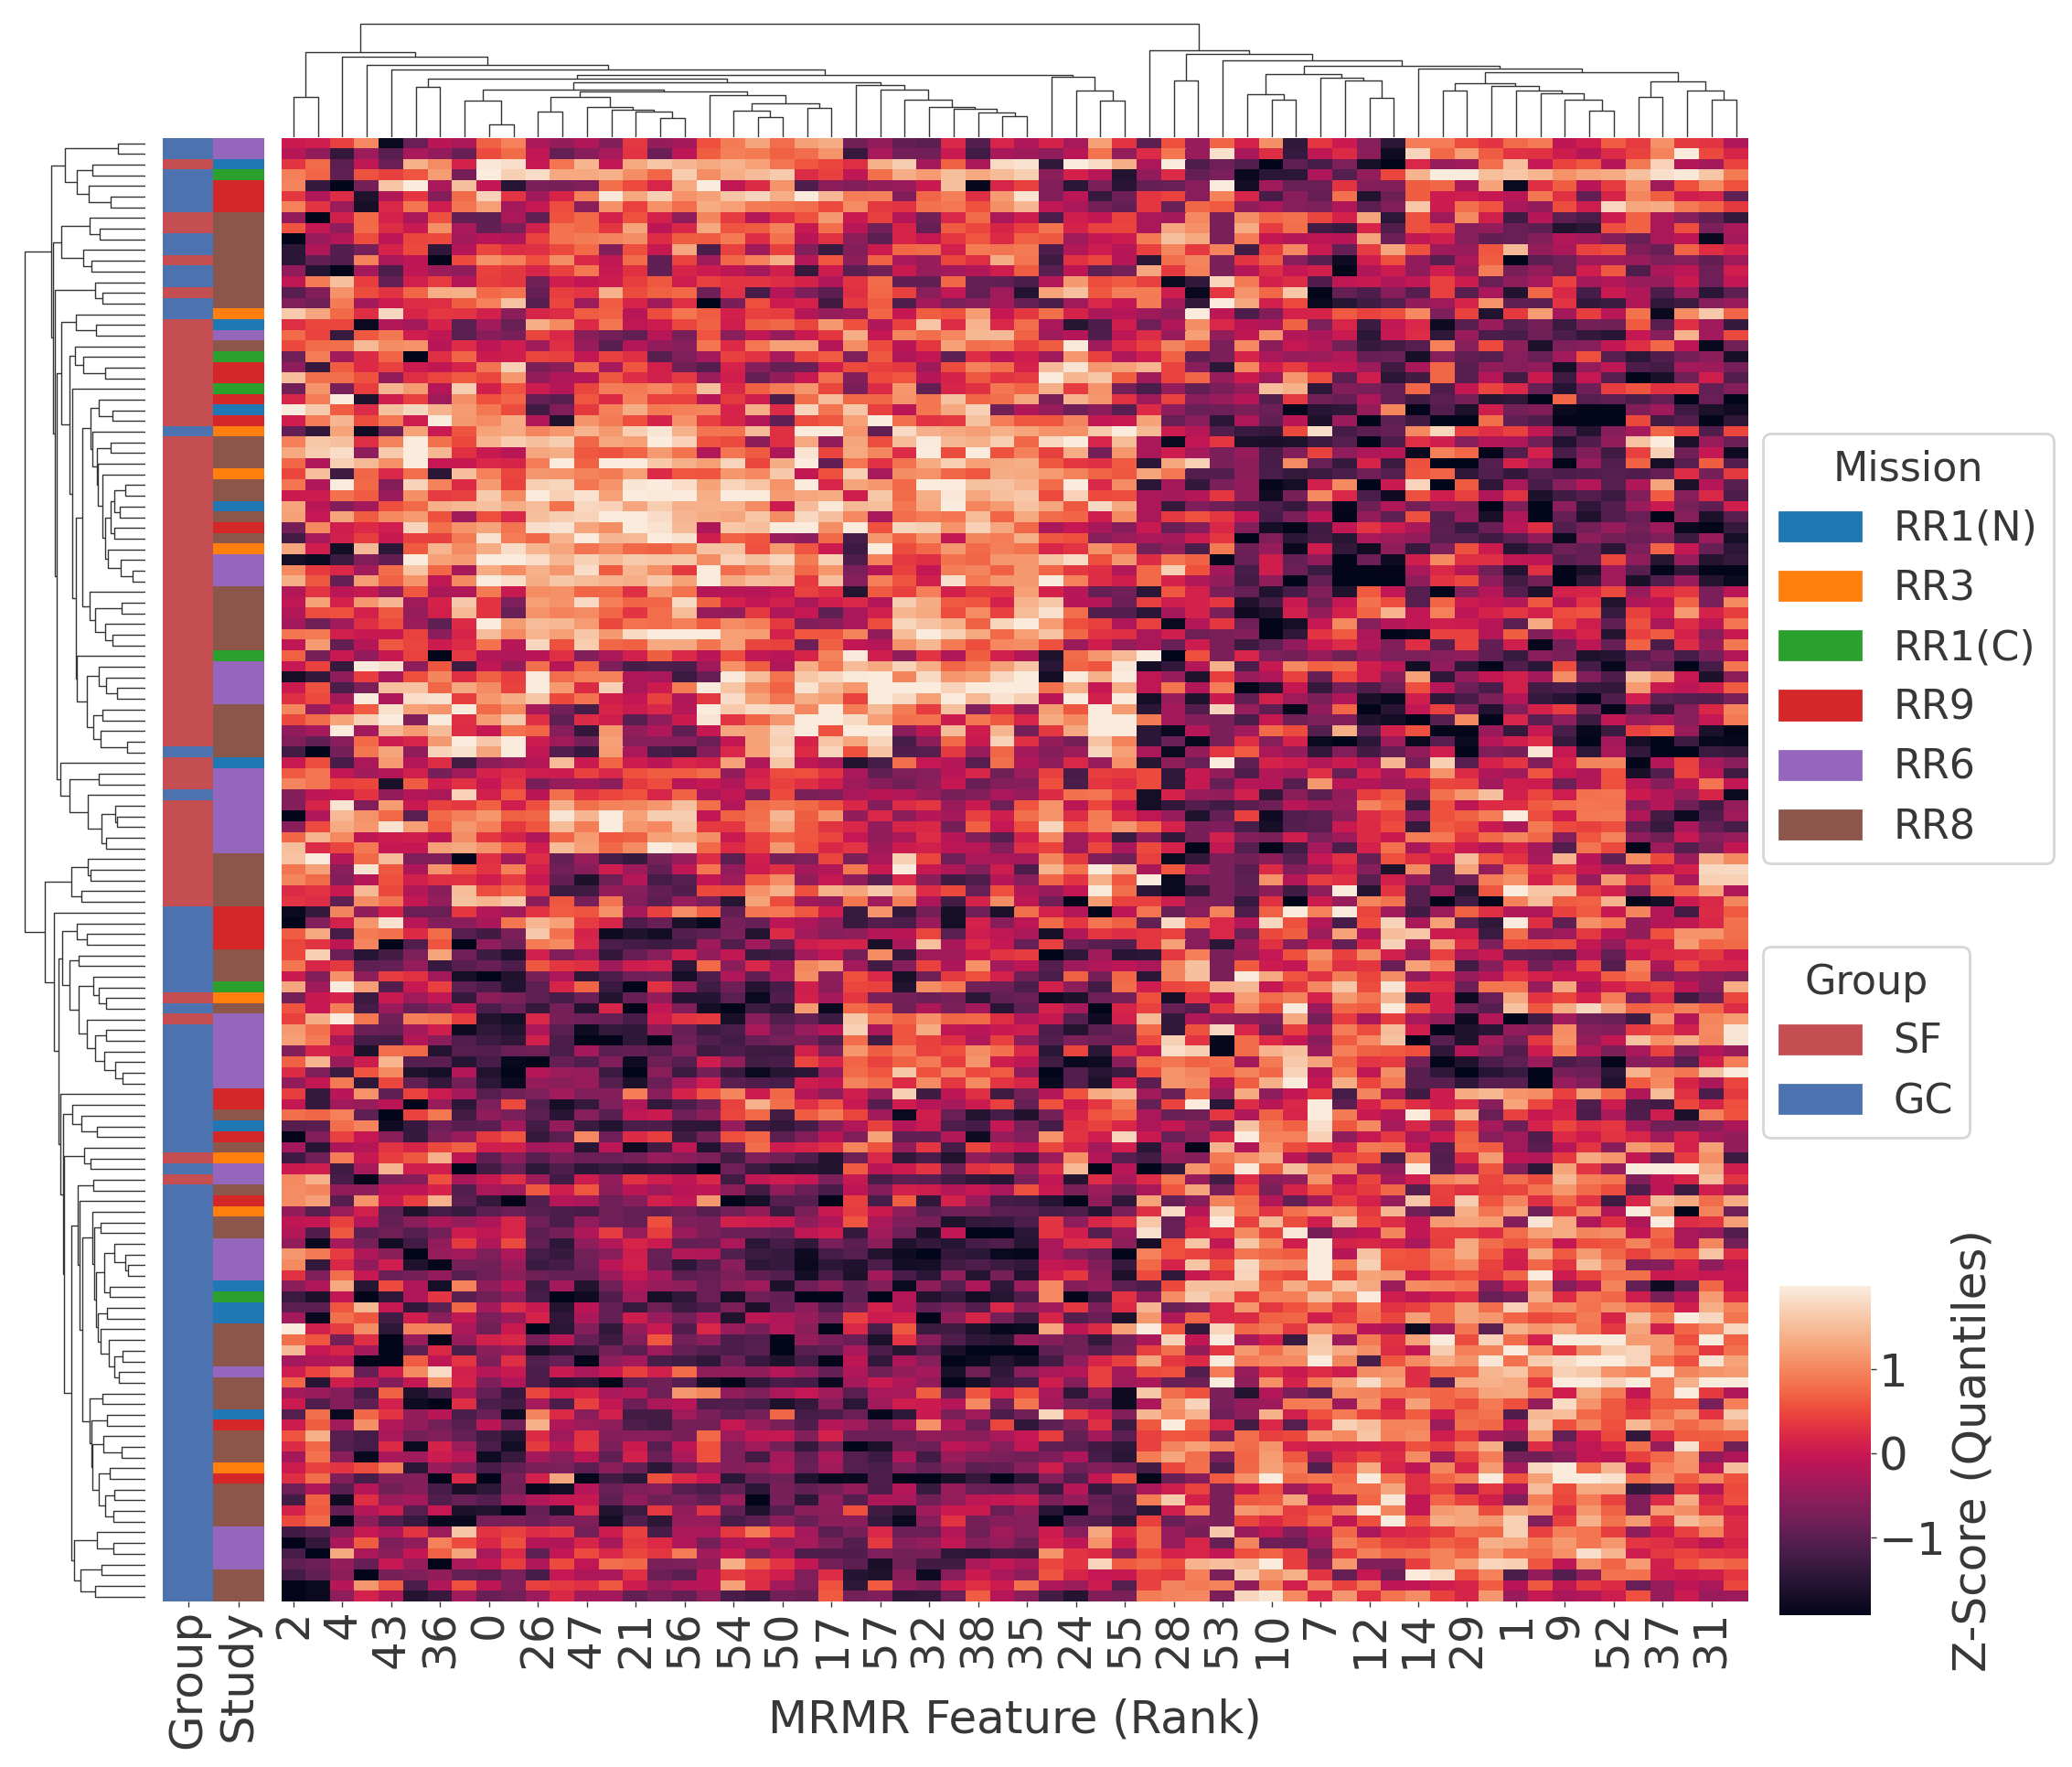 Mission
RR1(N)
RR3
RR1(C)
RR9
RR6
RR8
Group
SF
GC
1
0
−1
Z-Score (Quantiles)
Group
Study
2
4
43
36
0
26
47
21
56
54
50
17
57
32
38
35
24
55
28
53
10
7
12
14
29
1
9
52
37
31
MRMR Feature (Rank)